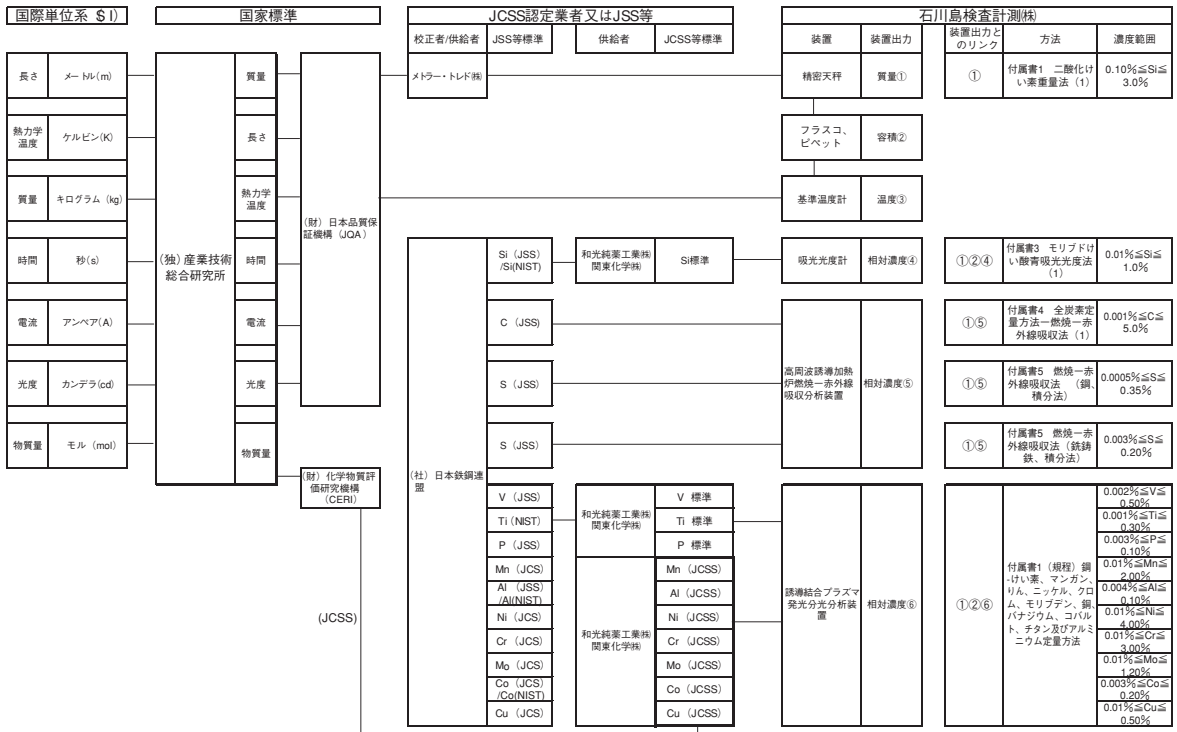 国際単位系 $I)
国家標準
JCSS認定業者又はJSS等
石川島検査計測㈱
校正者/供給者
JSS等標準
供給者
JCSS等標準
装置
装置出力
装置出力と
のリンク
方法
濃度範囲
長さ
メートル(m)
熱力学
温度
ケルビン(K)
質量
キログラム (kg)
時間
秒(s)
電流
アンペア(A)
光度
カンデラ(cd)
物質量
モル (mol)
(独) 産業技術
総合研究所
質量
長さ
熱力学
温度
時間
電流
光度
物質量
(財) 日本品質保
証機構 (JQA)
(財) 化学物質評
価研究機構
(CERI)
(JCSS)
メトラー・トレド㈱
(社) 日本鉄鋼連
盟
Si (JSS)
/Si(NIST)
C (JSS)
S (JSS)
S (JSS)
V (JSS)
Ti (NIST)
P (JSS)
Mn (JCS)
Al (JSS)
/Al(NIST)
Ni (JCS)
Cr (JCS)
Mo (JCS)
Co (JCS)
/Co(NIST)
Cu (JCS)
和光純薬工業㈱
関東化学㈱
和光純薬工業㈱
関東化学㈱
和光純薬工業㈱
関東化学㈱
Si標準
V 標準
Ti 標準
P 標準
Mn (JCSS)
Al (JCSS)
Ni (JCSS)
Cr (JCSS)
Mo (JCSS)
Co (JCSS)
Cu (JCSS)
精密天秤
質量①
フラスコ、
ピペット
容積②
基準温度計
温度③
吸光光度計
相対濃度④
高周波誘導加熱
炉燃焼ー赤外線
吸収分析装置
相対濃度⑤
誘導結合プラズマ
発光分光分析装
置
相対濃度⑥
①
付属書1 二酸化け
い素重量法 (1)
0.10%≦Si≦
3.0%
①②④
付属書3 モリブドけ
い酸青吸光光度法
(1)
0.01%≦Si≦
1.0%
①⑤
付属書4 全炭素定
量方法ー燃焼ー赤
外線吸収法 (1)
0.001%≦C≦
5.0%
①⑤
付属書5 燃焼ー赤
外線吸収法 (鋼、
積分法)
0.0005%≦S≦
0.35%
①⑤
付属書5 燃焼ー赤
外線吸収法 (銑鋳
鉄、積分法)
0.003%≦S≦
0.20%
①②⑥
付属書1 (規程) 鋼
-けい素、マンガン、
りん、ニッケル、クロ
ム、モリブデン、銅、
バナジウム、コバル
ト、チタン及びアルミ
ニウム定量方法
0.002%≦V≦
0.50%
0.001%≦Ti≦
0.30%
0.003%≦P≦
0.10%
0.01%≦Mn≦
2.00%
0.004%≦Al≦
0.10%
0.01%≦Ni≦
4.00%
0.01%≦Cr≦
3.00%
0.01%≦Mo≦
1.20%
0.003%≦Co≦
0.20%
0.01%≦Cu≦
0.50%